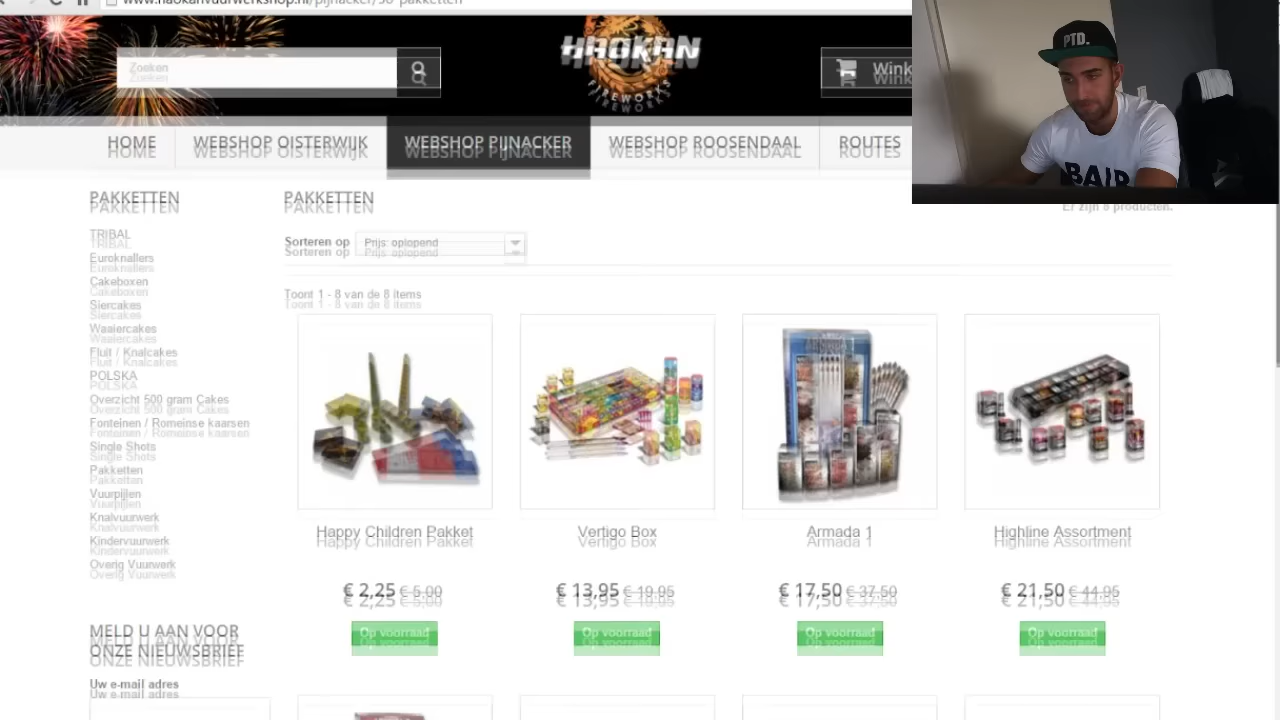 www.haokanvuurwerkshop.nl/pijnacker/50-pakketten
Zoeken
HAOKAN
FIREWORKS
Wink
PTD.
HOME
WEBSHOP OISTERWIJK
WEBSHOP PIJNACKER
WEBSHOP ROOSENDAAL
ROUTES
PAKKETTEN
PAKKETTEN
Er zijn 8 producten.
TRIBAL
Sorteren op
Prijs: oplopend
Euroknallers
Cakeboxen
Siercakes
Toont 1 - 8 van de 8 items
Waaiercakes
Fluit / Knalcakes
POLSKA
Overzicht 500 gram Cakes
Fonteinen / Romeinse kaarsen
Single Shots
Pakketten
Vuurpijlen
Knalvuurwerk
Kindervuurwerk
Overig Vuurwerk
Happy Children Pakket
Vertigo Box
Armada 1
Highline Assortment
€ 2,25 € 5,00
€ 13,95 € 19,95
€ 17,50 € 37,50
€ 21,50 € 44,95
Op voorraad
Op voorraad
Op voorraad
Op voorraad
MELD U AAN VOOR
ONZE NIEUWSBRIEF
Uw e-mail adres